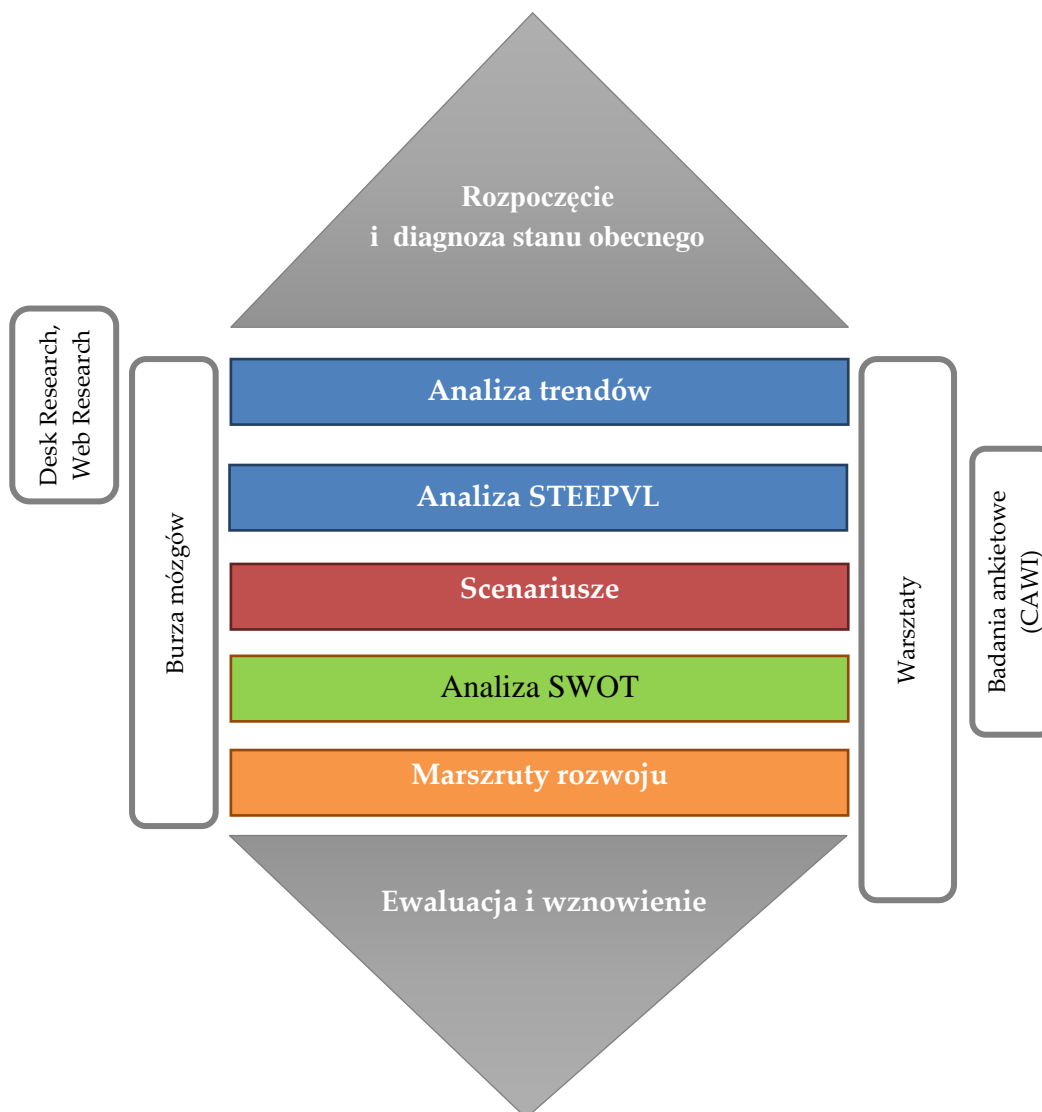 Rozpoczęcie
i diagnoza stanu obecnego
Desk Research,
Web Research
Burza mózgów
Analiza trendów
Analiza STEEPVL
Scenariusze
Analiza SWOT
Marszruty rozwoju
Warsztaty
Badania ankietowe
(CAWI)
Ewaluacja i wznowienie